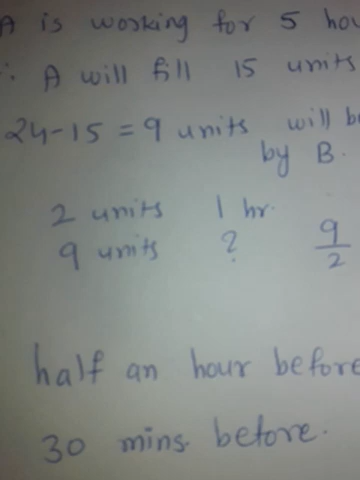 A is working for 5 hou
∴ A will fill 15 units
24-15 = 9 units will b
by B.
2 units 1 hr.
9 units ? 9/2
half an hour before
30 mins. before.